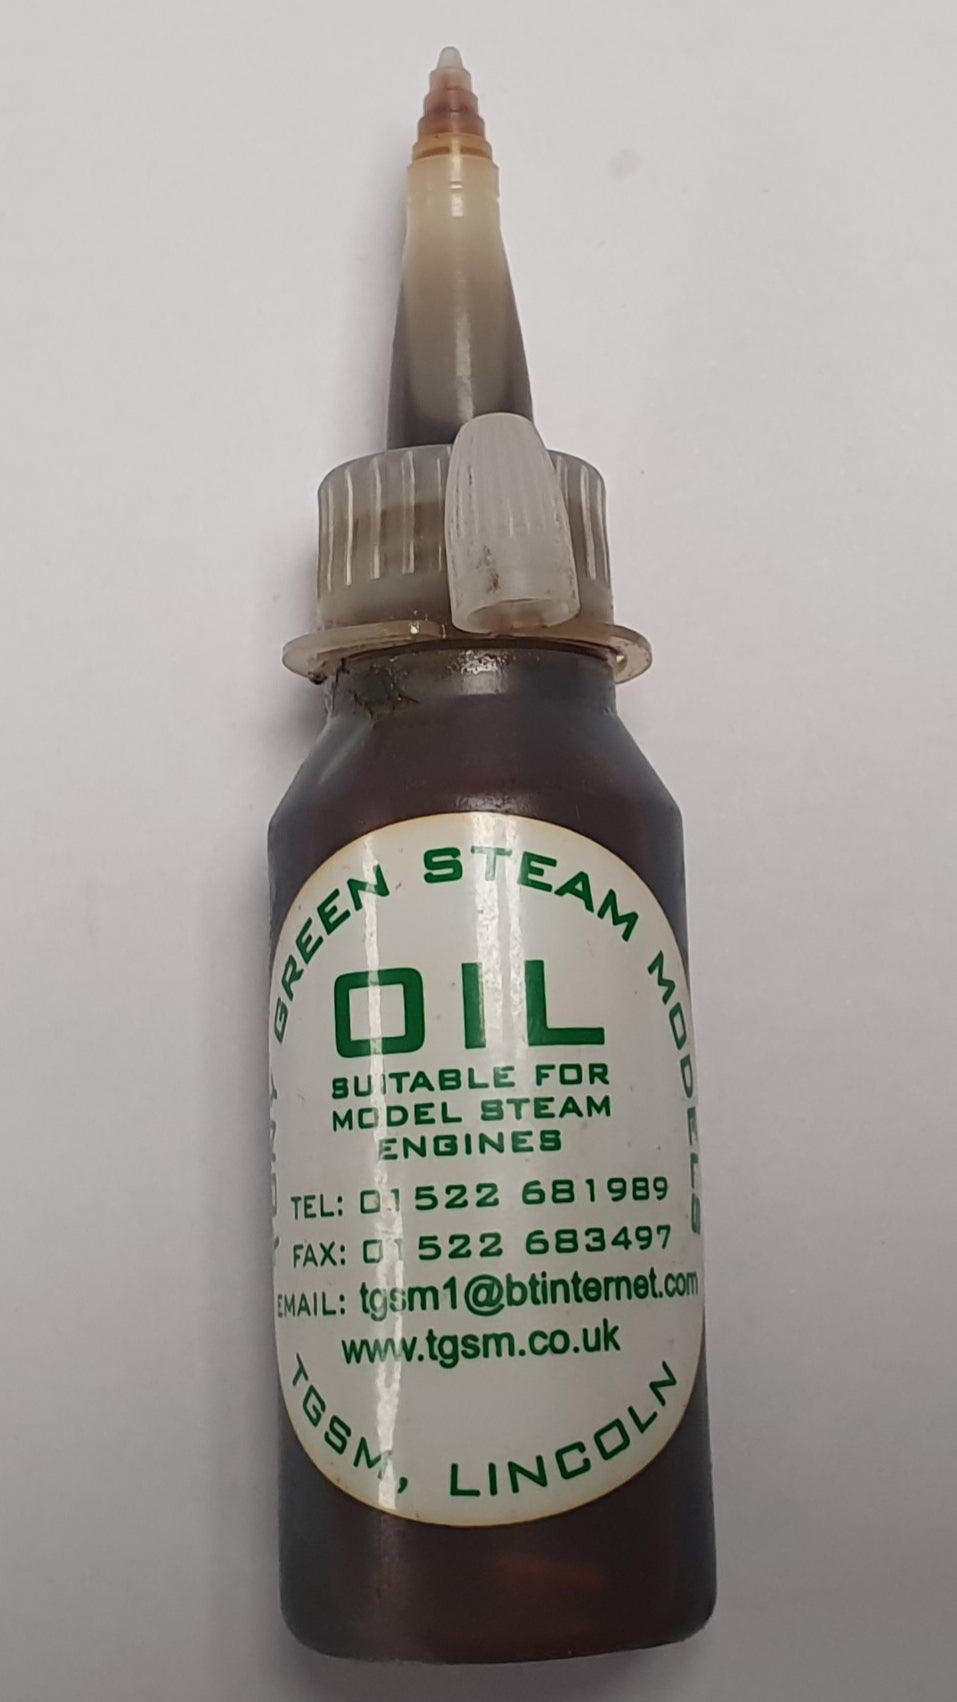 TONY GREEN STEAM MODELS
OIL
SUITABLE FOR
MODEL STEAM
ENGINES
TEL: 01522 681989
FAX: 01522 683497
EMAIL: tgsm1@btinternet.com
www.tgsm.co.uk
TGSM, LINCOLN